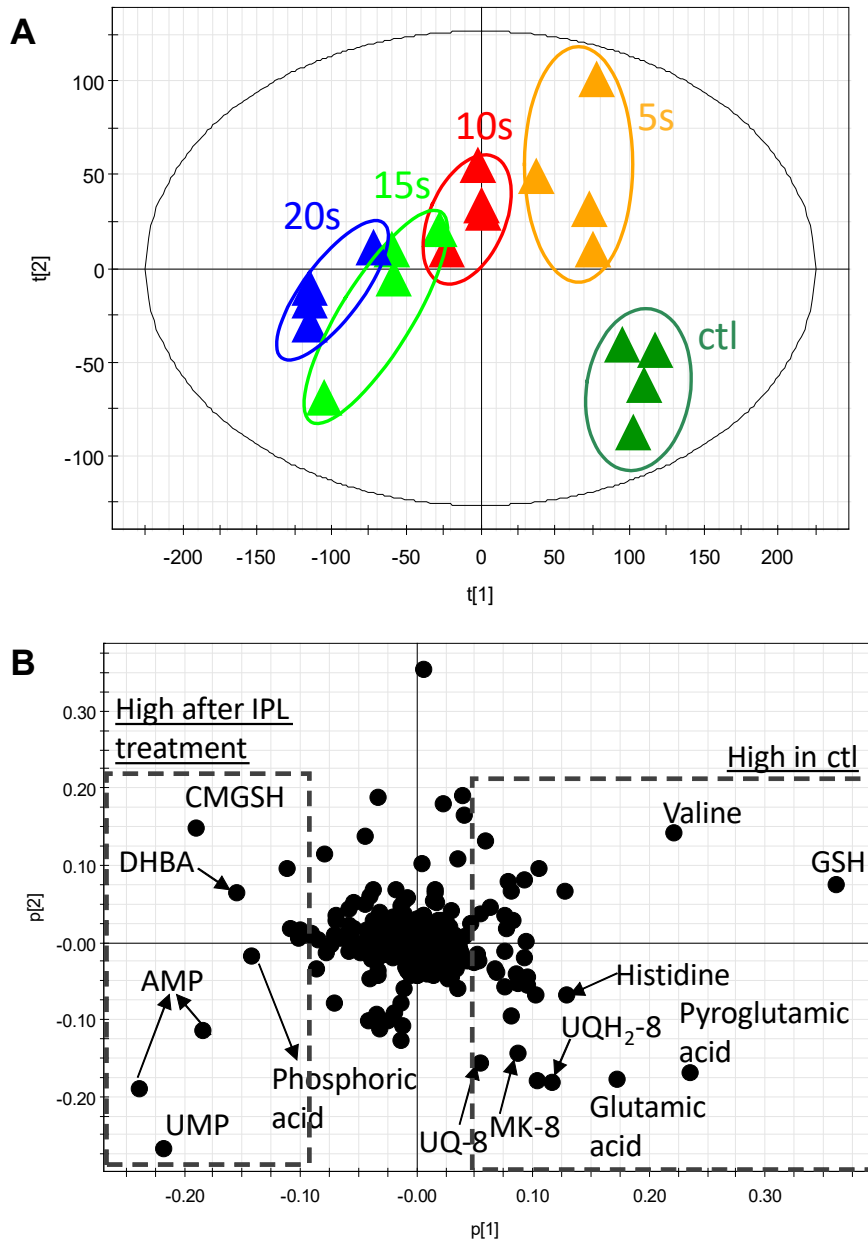 A
100
50
0
-50
-100
t[2]
5s
10s
15s
20s
ctl
-200
-150
-100
-50
0
50
100
150
200
t[1]
B
0.30
0.20
0.10
-0.00
-0.10
-0.20
p[2]
High after IPL
treatment
High in ctl
CMGSH
Valine
DHBA
GSH
AMP
Histidine
UQH₂-8
Pyroglutamic
acid
Phosphoric
acid
UMP
UQ-8
MK-8
Glutamic
acid
-0.20
-0.10
-0.00
0.10
0.20
0.30
p[1]